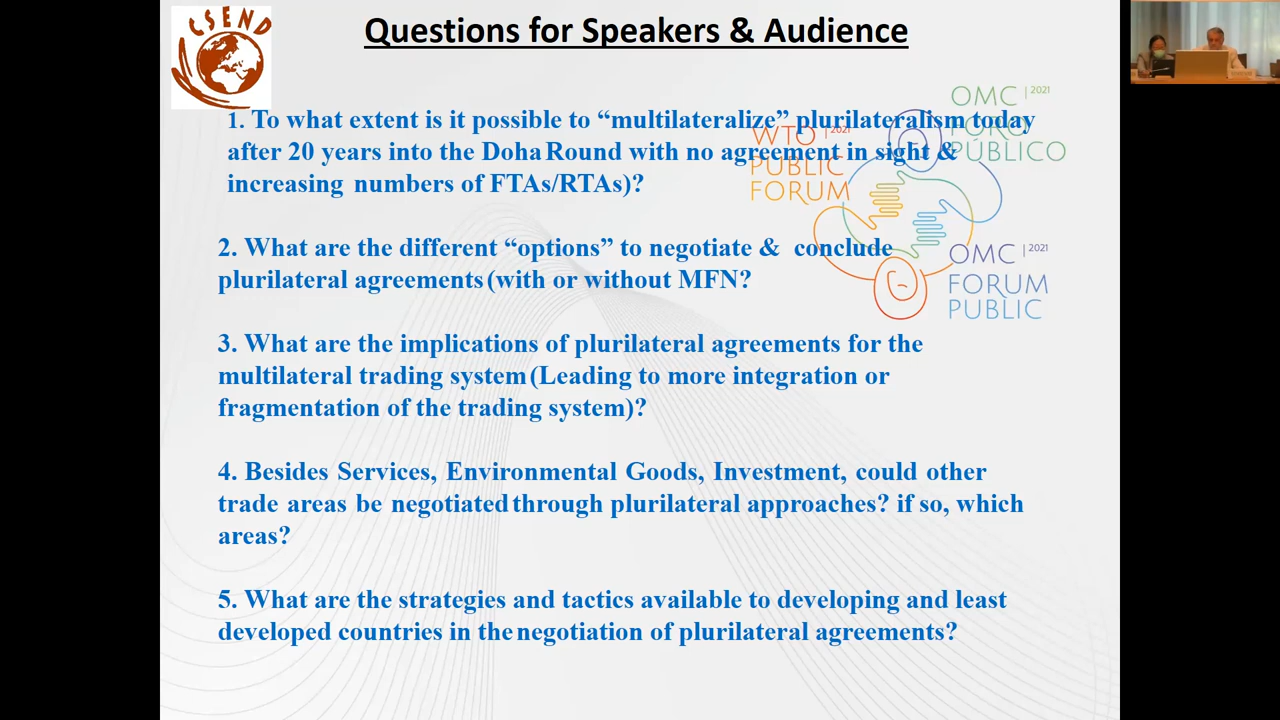 CSEND
Questions for Speakers & Audience
1. To what extent is it possible to “multilateralize” plurilateralism today
after 20 years into the Doha Round with no agreement in sight &
increasing numbers of FTAs/RTAs)?
2. What are the different “options” to negotiate & conclude
plurilateral agreements (with or without MFN?
3. What are the implications of plurilateral agreements for the
multilateral trading system (Leading to more integration or
fragmentation of the trading system)?
4. Besides Services, Environmental Goods, Investment, could other
trade areas be negotiated through plurilateral approaches? if so, which
areas?
5. What are the strategies and tactics available to developing and least
developed countries in the negotiation of plurilateral agreements?
WTO | 2021
PUBLIC
FORUM
OMC | 2021
FORO
PÚBLICO
OMC | 2021
FORUM
PUBLIC